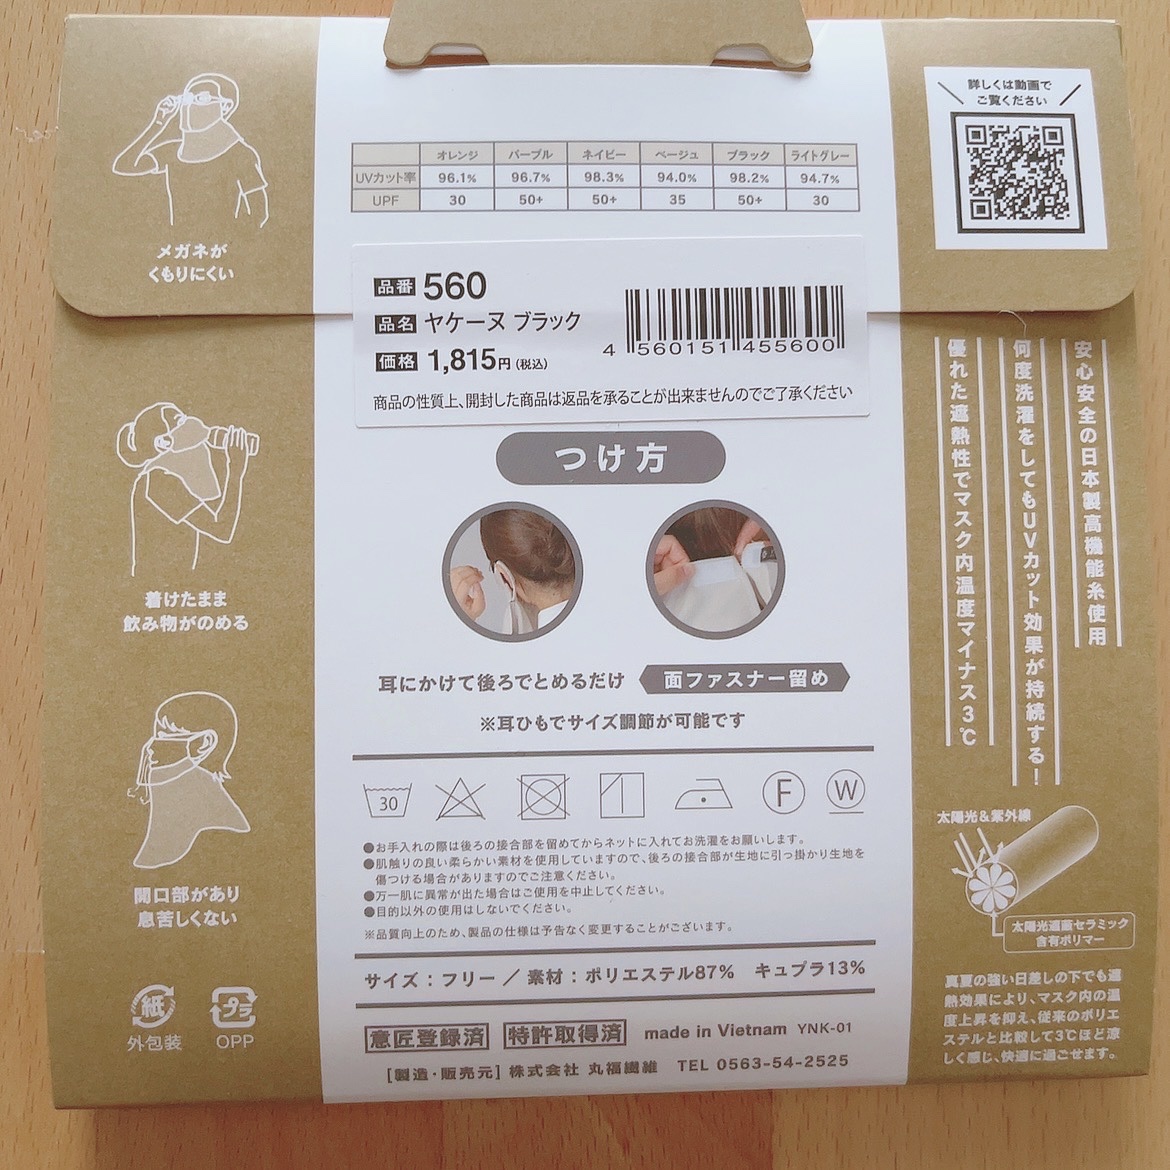 メガネが
くもりにくい
着けたまま
飲み物がのめる
開口部があり
息苦しくない
紙
外包装
プラ
OPP
オレンジ パープル ネイビー ベージュ ブラック ライトグレー
UVカット率 96.1% 96.7% 98.3% 94.0% 98.2% 94.7%
UPF 30 50+ 50+ 35 50+ 30
品番 560
品名 ヤケーヌ ブラック
価格 1,815円(税込)
4 560151 455600
商品の性質上、開封した商品は返品を承ることが出来ませんのでご了承ください
つけ方
耳にかけて後ろでとめるだけ 面ファスナー留め
※耳ひもでサイズ調節が可能です
30 F W
●お手入れの際は後ろの接合部を留めてからネットに入れてお洗濯をお願いします。
●肌触りの良い柔らかい素材を使用していますので、後ろの接合部が生地に引っ掛かり生地を
傷つける場合がありますのでご注意ください。
●万一肌に異常が出た場合はご使用を中止してください。
●目的以外の使用はしないでください。
※品質向上のため、製品の仕様は予告なく変更することがございます。
サイズ：フリー ／ 素材：ポリエステル87% キュプラ13%
意匠登録済 特許取得済 made in Vietnam YNK-01
[製造・販売元] 株式会社 丸福繊維 TEL 0563-54-2525
詳しくは動画で
ご覧ください
安心安全の日本製高機能糸使用
何度洗濯をしてもUVカット効果が持続する！
優れた遮熱性でマスク内温度マイナス3℃
太陽光&紫外線
太陽光遮蔽セラミック
含有ポリマー
真夏の強い日差しの下でも遮
熱効果により、マスク内の温
度上昇を抑え、従来のポリエ
ステルと比較して3℃ほど涼
しく感じ、快適に過ごせます。